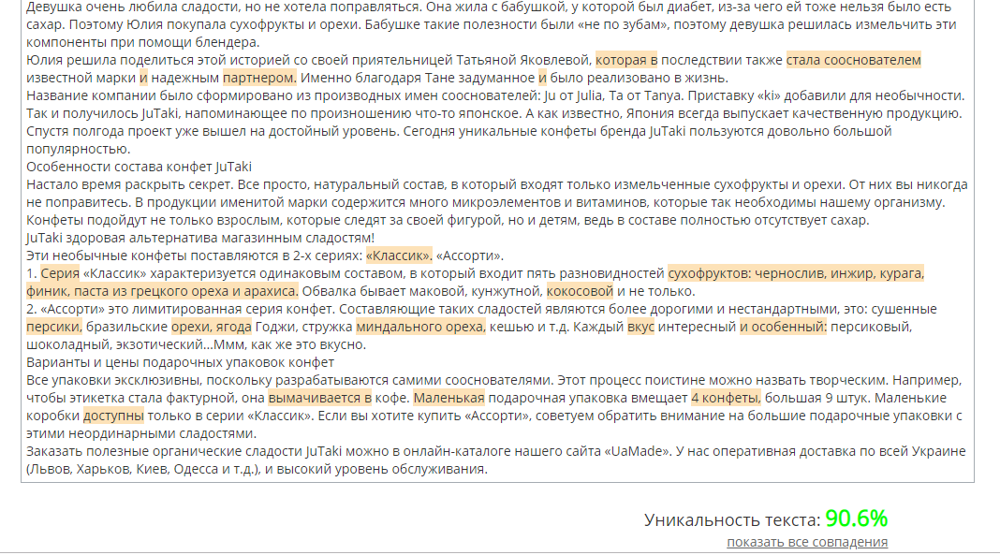 Девушка очень любила сладости, но не хотела поправляться. Она жила с бабушкой, у которой был диабет, из-за чего ей тоже нельзя было есть
сахар. Поэтому Юлия покупала сухофрукты и орехи. Бабушке такие полезности были «не по зубам», поэтому девушка решилась измельчить эти
компоненты при помощи блендера.
Юлия решила поделиться этой историей со своей приятельницей Татьяной Яковлевой, которая в последствии также стала сооснователем
известной марки и надежным партнером. Именно благодаря Тане задуманное и было реализовано в жизнь.
Название компании было сформировано из производных имен сооснователей: Ju от Julia, Ta от Tanya. Приставку «ki» добавили для необычности.
Так и получилось JuTaki, напоминающее по произношению что-то японское. А как известно, Япония всегда выпускает качественную продукцию.
Спустя полгода проект уже вышел на достойный уровень. Сегодня уникальные конфеты бренда JuTaki пользуются довольно большой
популярностью.
Особенности состава конфет JuTaki
Настало время раскрыть секрет. Все просто, натуральный состав, в который входят только измельченные сухофрукты и орехи. От них вы никогда
не поправитесь. В продукции именитой марки содержится много микроэлементов и витаминов, которые так необходимы нашему организму.
Конфеты подойдут не только взрослым, которые следят за своей фигурой, но и детям, ведь в составе полностью отсутствует сахар.
JuTaki здоровая альтернатива магазинным сладостям!
Эти необычные конфеты поставляются в 2-х сериях: «Классик». «Ассорти».
1. Серия «Классик» характеризуется одинаковым составом, в который входит пять разновидностей сухофруктов: чернослив, инжир, курага,
финик, паста из грецкого ореха и арахиса. Обвалка бывает маковой, кунжутной, кокосовой и не только.
2. «Ассорти» это лимитированная серия конфет. Составляющие таких сладостей являются более дорогими и нестандартными, это: сушенные
персики, бразильские орехи, ягода Годжи, стружка миндального ореха, кешью и т.д. Каждый вкус интересный и особенный: персиковый,
шоколадный, экзотический...Ммм, как же это вкусно.
Варианты и цены подарочных упаковок конфет
Все упаковки эксклюзивны, поскольку разрабатываются самими сооснователями. Этот процесс поистине можно назвать творческим. Например,
чтобы этикетка стала фактурной, она вымачивается в кофе. Маленькая подарочная упаковка вмещает 4 конфеты, большая 9 штук. Маленькие
коробки доступны только в серии «Классик». Если вы хотите купить «Ассорти», советуем обратить внимание на большие подарочные упаковки с
этими неординарными сладостями.
Заказать полезные органические сладости JuTaki можно в онлайн-каталоге нашего сайта «UaMade». У нас оперативная доставка по всей Украине
(Львов, Харьков, Киев, Одесса и т.д.), и высокий уровень обслуживания.
Уникальность текста: 90.6%
показать все совпадения